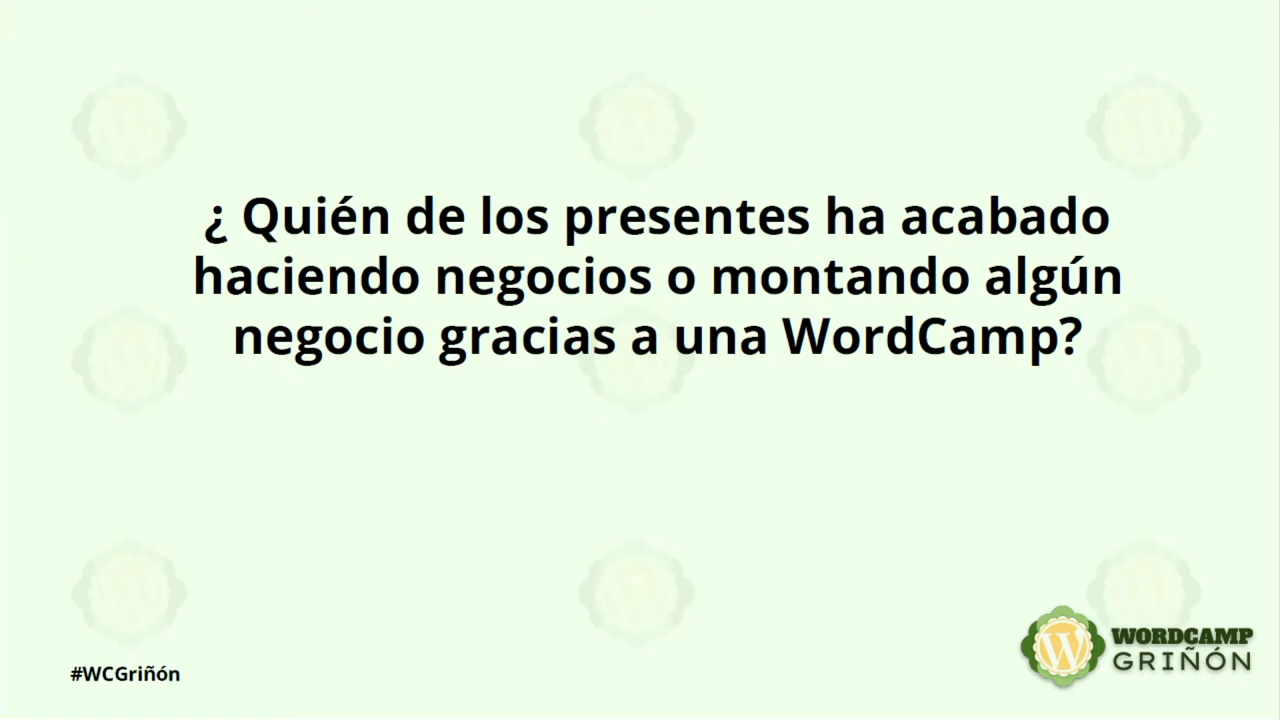 ¿ Quién de los presentes ha acabado
haciendo negocios o montando algún
negocio gracias a una WordCamp?
#WCGriñón
WORDCAMP
GRIÑÓN